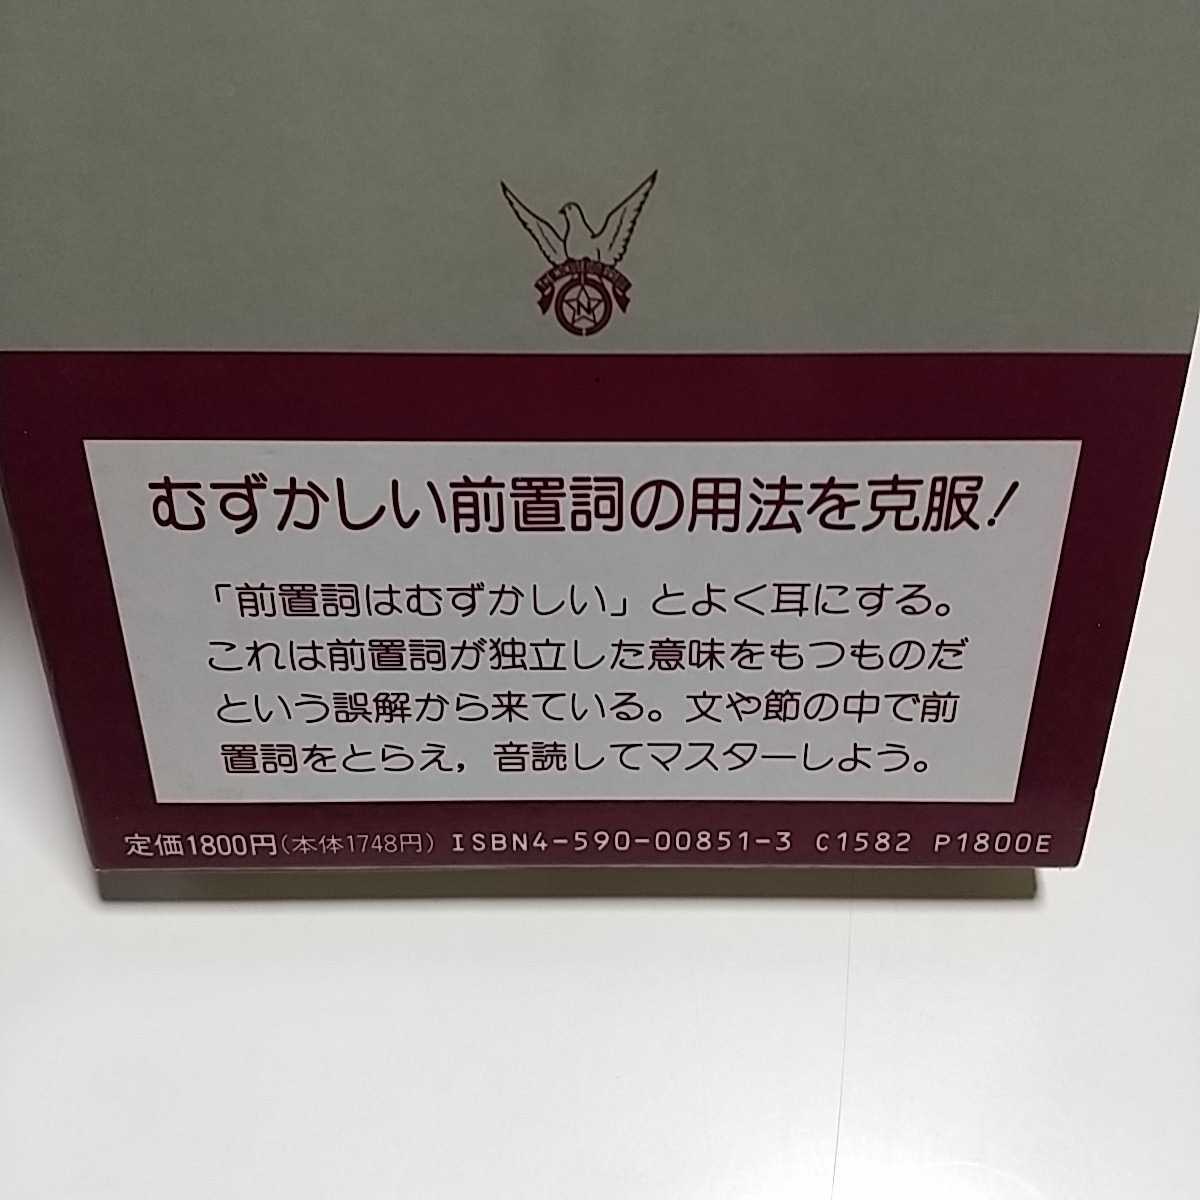 N
むずかしい前置詞の用法を克服！
「前置詞はむずかしい」とよく耳にする。
これは前置詞が独立した意味をもつものだ
という誤解から来ている。文や節の中で前
置詞をとらえ，音読してマスターしよう。
定価1800円(本体1748円) ISBN4-590-00851-3 C1582 P1800E